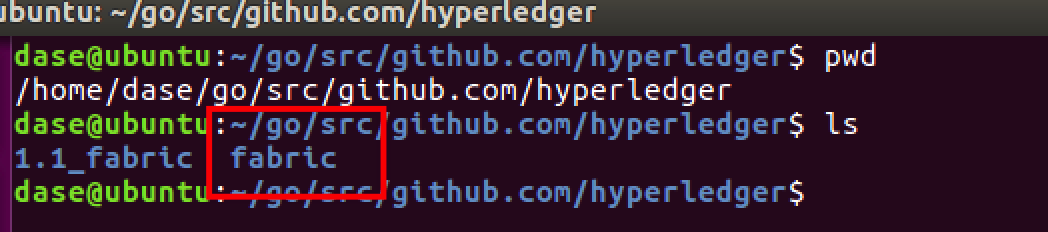 ubuntu: ~/go/src/github.com/hyperledger
dase@ubuntu:~/go/src/github.com/hyperledger$ pwd
/home/dase/go/src/github.com/hyperledger
dase@ubuntu:~/go/src/github.com/hyperledger$ ls
1.1_fabric  fabric
dase@ubuntu:~/go/src/github.com/hyperledger$